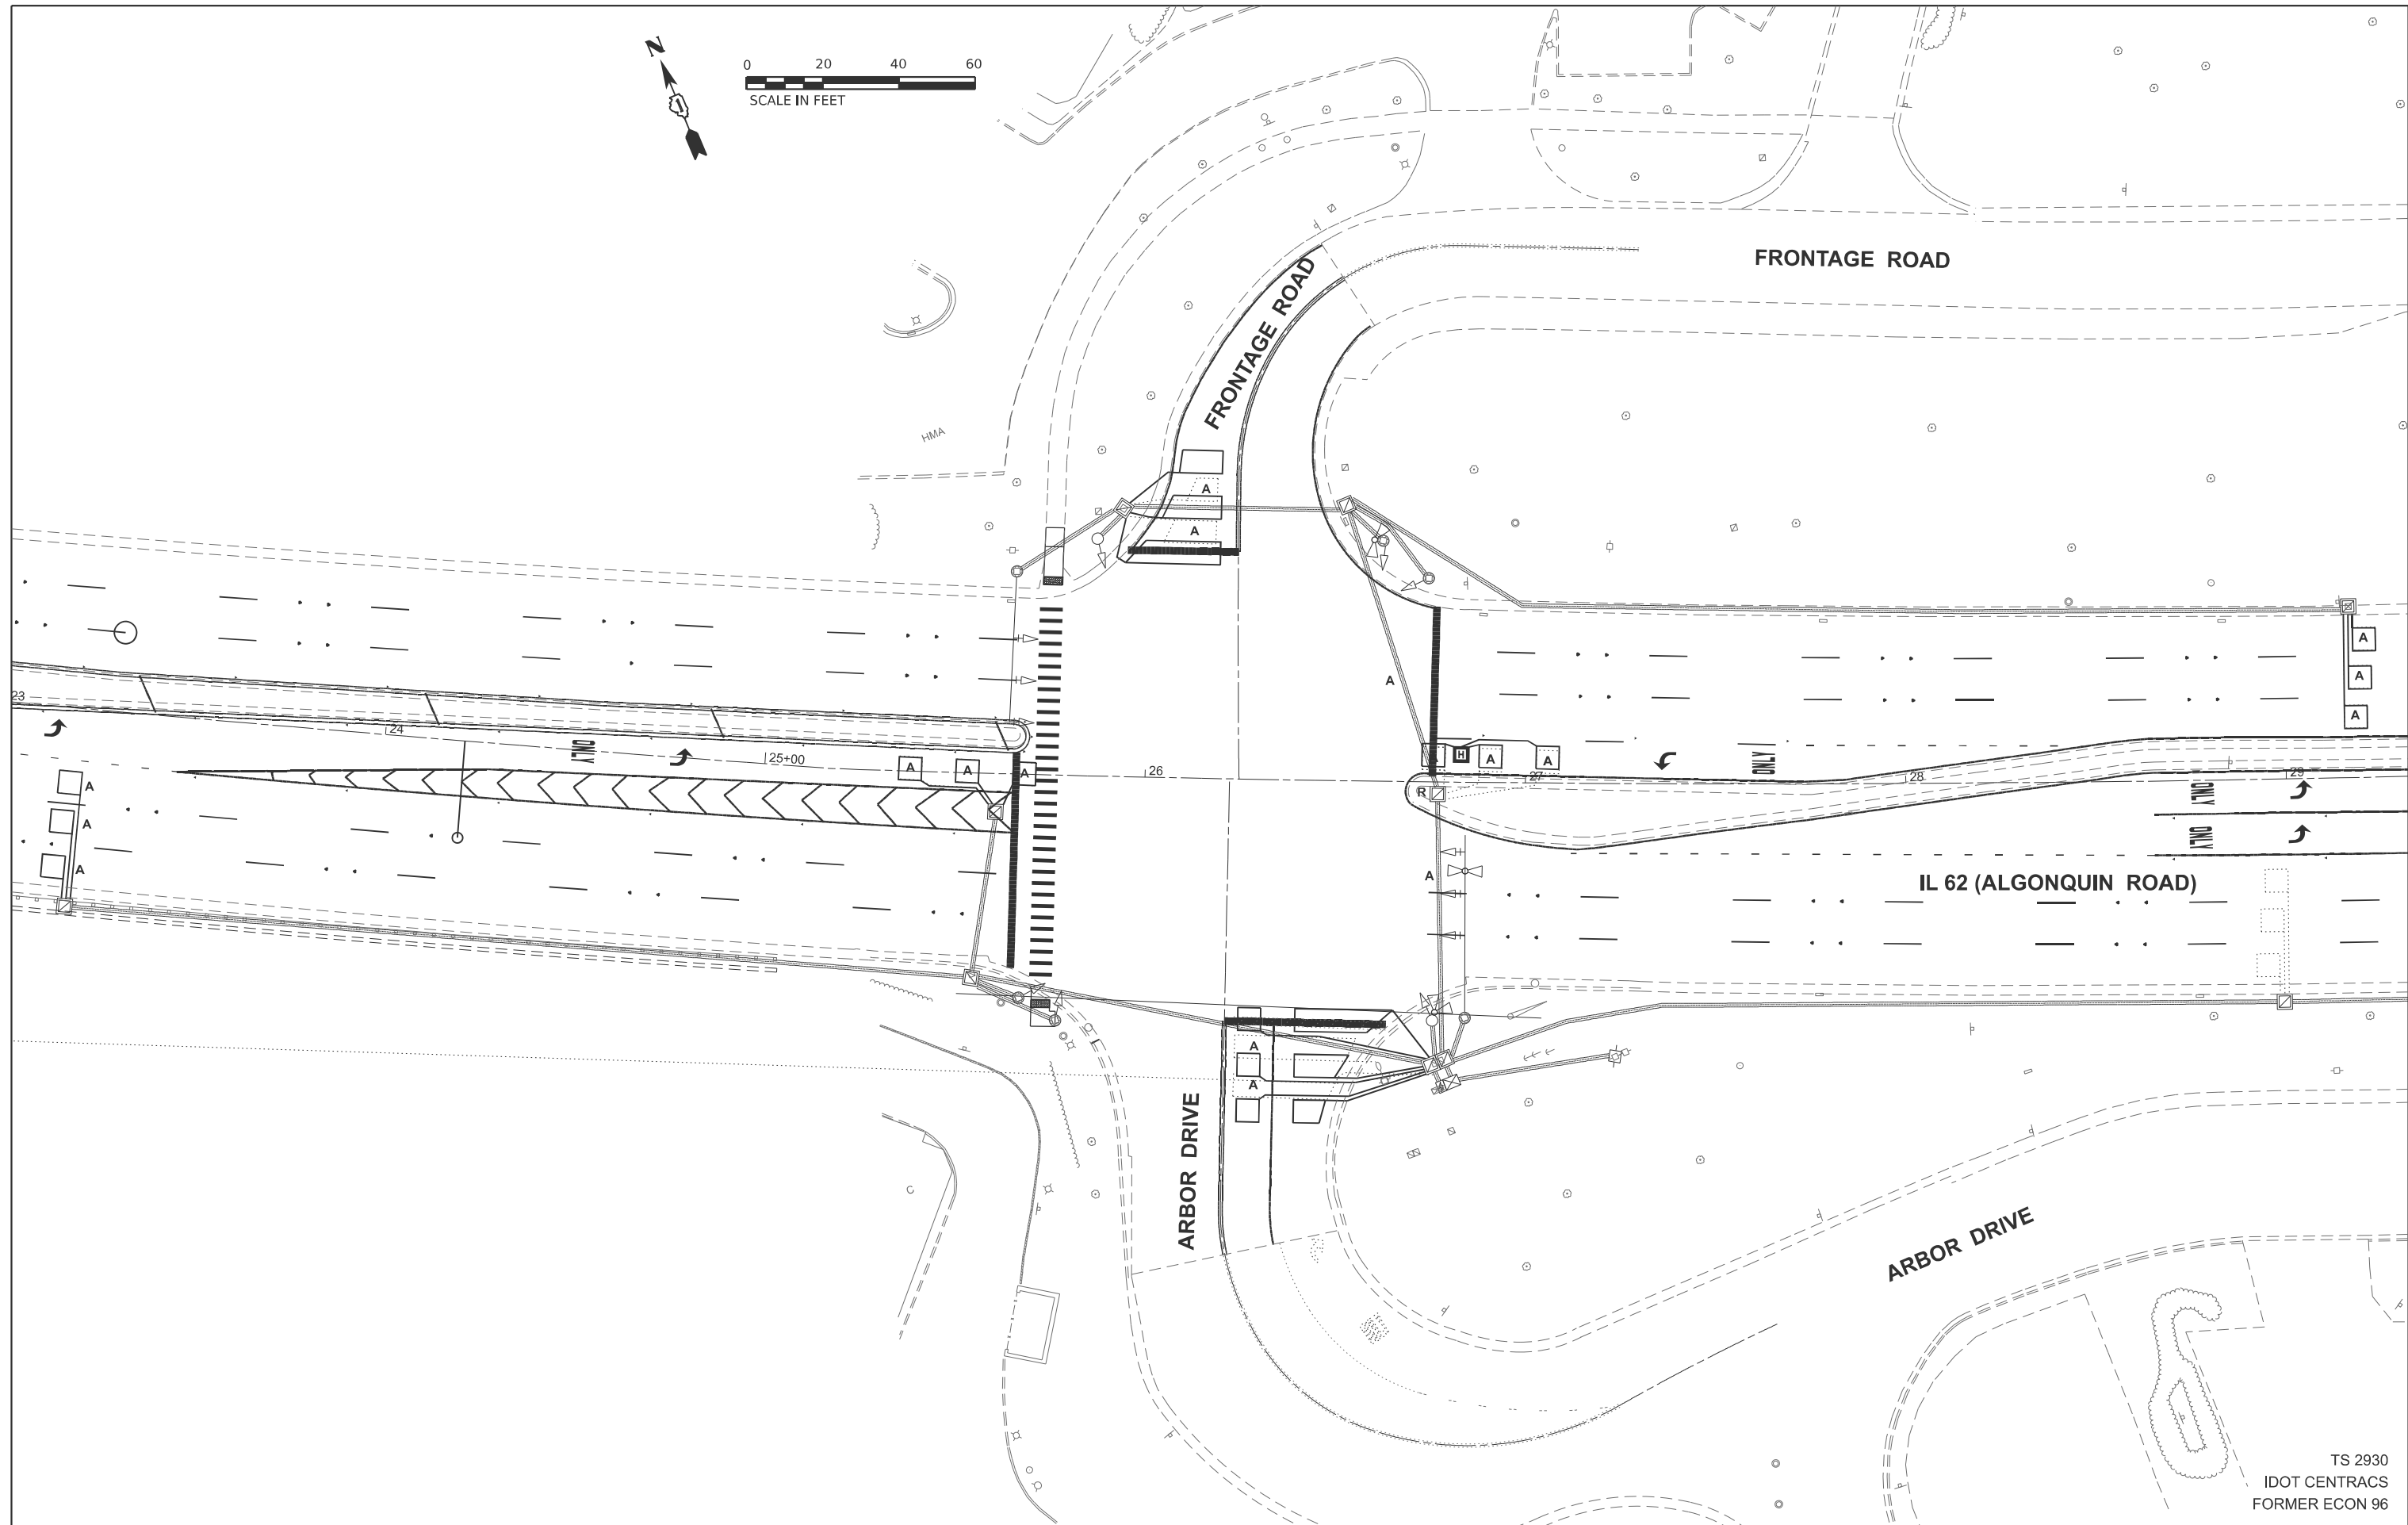 N
0 20 40 60
SCALE IN FEET
FRONTAGE ROAD
FRONTAGE ROAD
HMA
A
A
A
A
A
A
23
24
25+00
26
27
28
29
ONLY
ONLY
ONLY
ONLY
A
A
A
A
H
A
A
R
A
A
A
A
IL 62 (ALGONQUIN ROAD)
A
A
ARBOR DRIVE
ARBOR DRIVE
C
TS 2930
IDOT CENTRACS
FORMER ECON 96